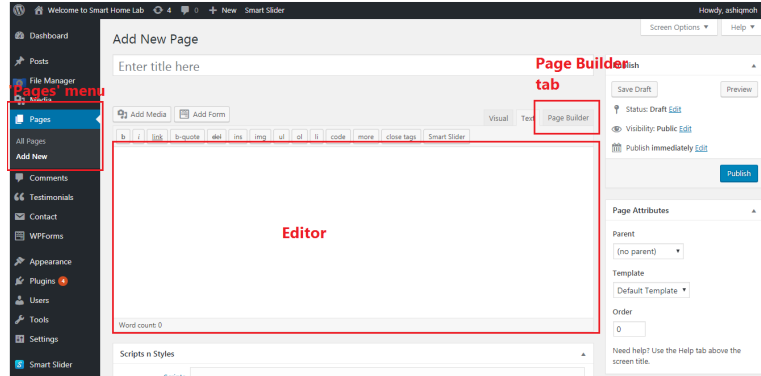 Welcome to Smart Home Lab 4 0 + New Smart Slider Howdy, ashiqmoh
Screen Options ▼ Help ▼
Dashboard
Posts
File Manager
'Pages' menu
Media
Pages
All Pages
Add New
Comments
Testimonials
Contact
WPForms
Appearance
Plugins 4
Users
Tools
Settings
Smart Slider
Add New Page
Enter title here
Page Builder
tab
Add Media Add Form
Visual Text Page Builder
b i link b-quote del ins img ul ol li code more close tags Smart Slider
Editor
Word count: 0
Scripts n Styles
Publish
Save Draft Preview
Status: Draft Edit
Visibility: Public Edit
Publish immediately Edit
Publish
Page Attributes
Parent
(no parent)
Template
Default Template
Order
0
Need help? Use the Help tab above the
screen title.